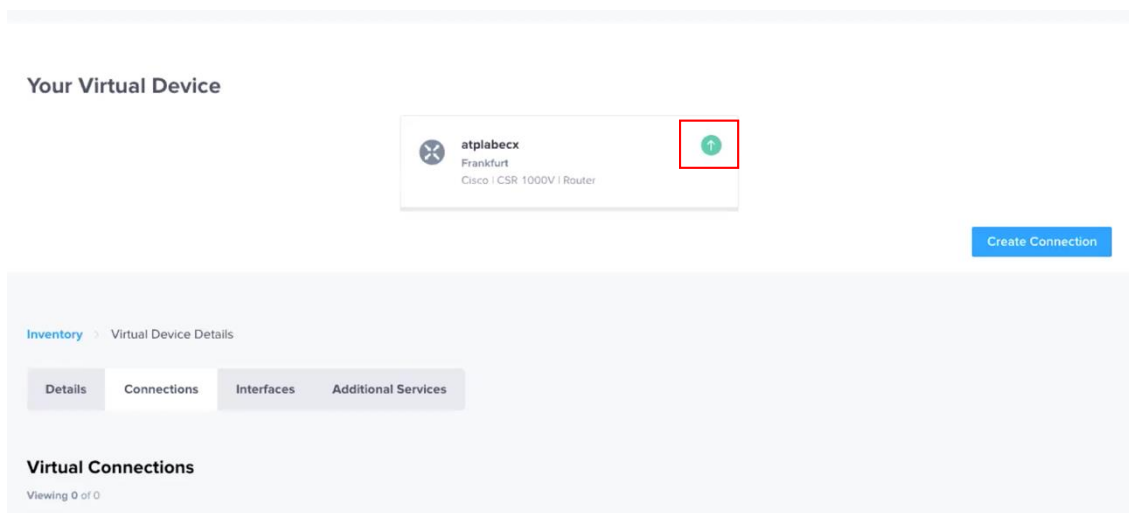 Your Virtual Device
atplabecx
Frankfurt
Cisco | CSR 1000V | Router
Create Connection
Inventory > Virtual Device Details
Details Connections Interfaces Additional Services
Virtual Connections
Viewing 0 of 0